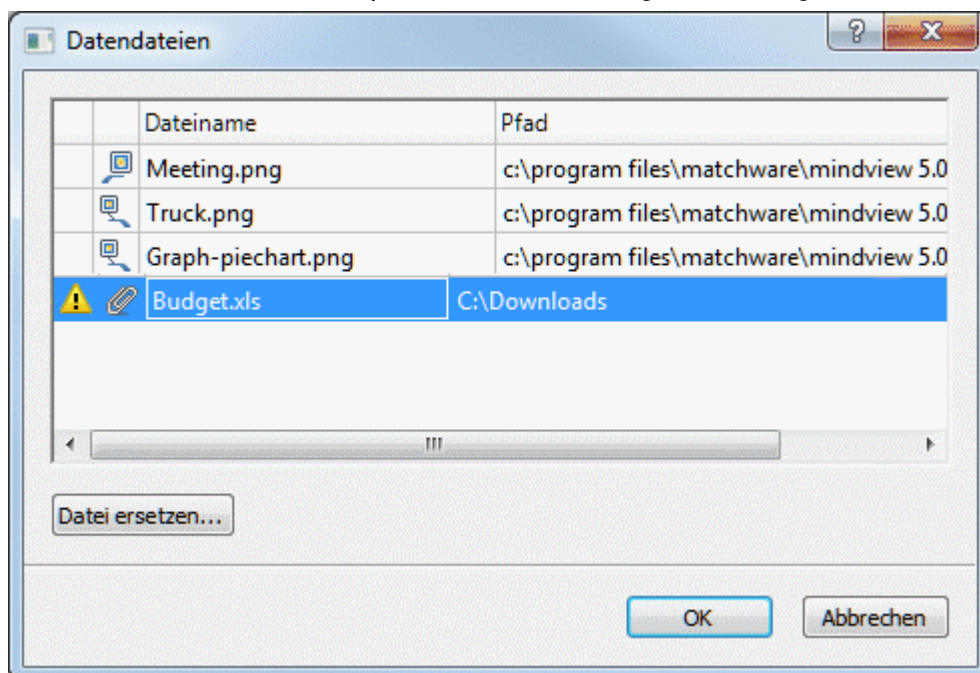 Datendateien
Dateiname Pfad
Meeting.png c:\program files\matchware\mindview 5.0
Truck.png c:\program files\matchware\mindview 5.0
Graph-piechart.png c:\program files\matchware\mindview 5.0
Budget.xls C:\Downloads
Datei ersetzen...
OK Abbrechen